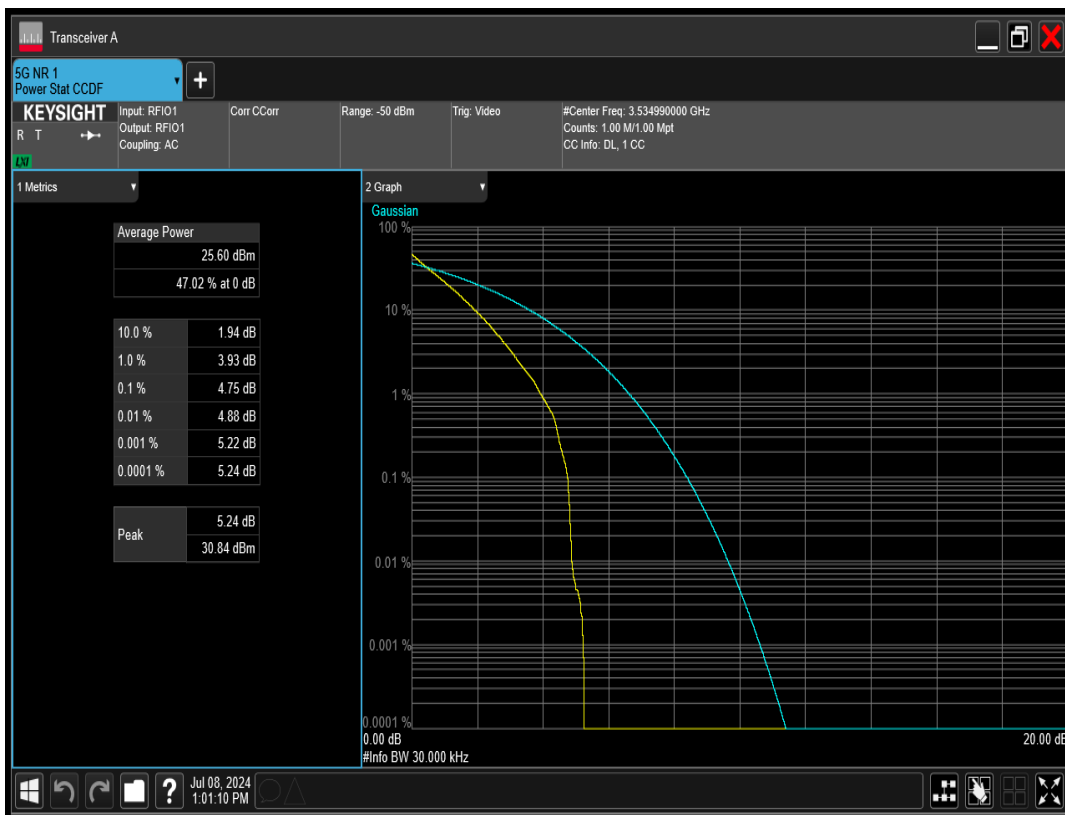 Transceiver A
5G NR 1
Power Stat CCDF
KEYSIGHT
R T
LXI
Input: RFIO1
Output: RFIO1
Coupling: AC
Corr CCorr
Range: -50 dBm
Trig: Video
#Center Freq: 3.534990000 GHz
Counts: 1.00 M/1.00 Mpt
CC Info: DL, 1 CC
1 Metrics
Average Power
25.60 dBm
47.02 % at 0 dB
10.0 % 1.94 dB
1.0 % 3.93 dB
0.1 % 4.75 dB
0.01 % 4.88 dB
0.001 % 5.22 dB
0.0001 % 5.24 dB
Peak
5.24 dB
30.84 dBm
2 Graph
Gaussian
100 %
10 %
1 %
0.1 %
0.01 %
0.001 %
0.0001 %
0.00 dB
20.00 dB
#Info BW 30.000 kHz
?
Jul 08, 2024
1:01:10 PM